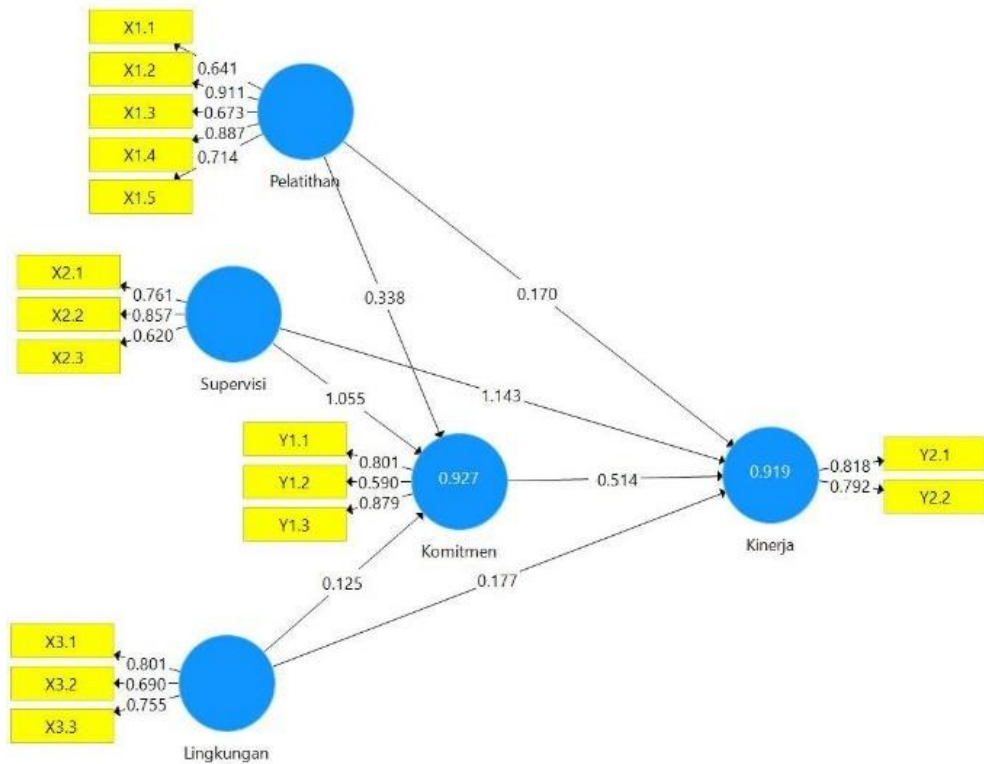 X1.1
X1.2
X1.3
X1.4
X1.5
0.641
0.911
0.673
0.887
0.714
Pelatithan
X2.1
X2.2
X2.3
0.761
0.857
0.620
Supervisi
0.338
0.170
1.055
1.143
Y1.1
Y1.2
Y1.3
0.801
0.590
0.879
0.927
Komitmen
0.514
0.919
Kinerja
0.818
0.792
Y2.1
Y2.2
0.125
0.177
X3.1
X3.2
X3.3
0.801
0.690
0.755
Lingkungan